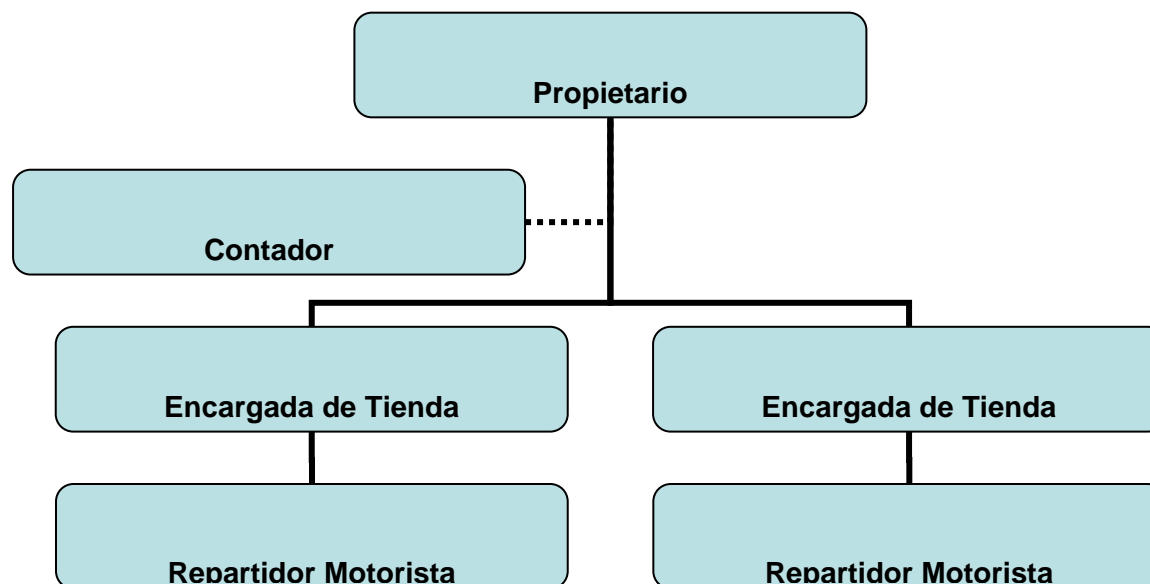 Propietario
Contador
Encargada de Tienda
Encargada de Tienda
Repartidor Motorista
Repartidor Motorista